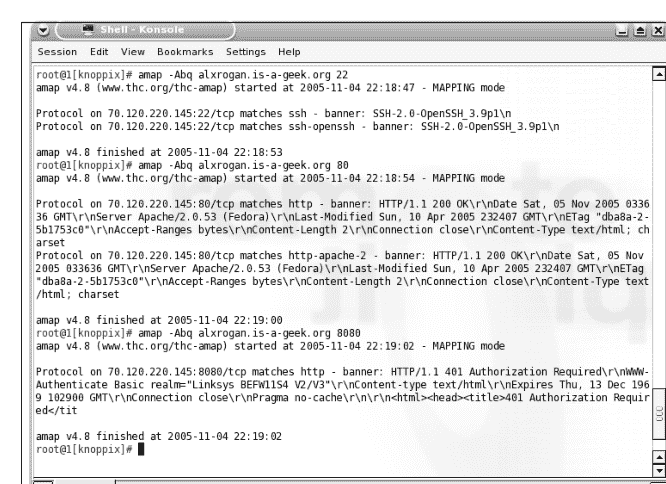 Shell - Konsole
Session Edit View Bookmarks Settings Help
root@1[knoppix]# amap -Abq alxrogan.is-a-geek.org 22
amap v4.8 (www.thc.org/thc-amap) started at 2005-11-04 22:18:47 - MAPPING mode
Protocol on 70.120.220.145:22/tcp matches ssh - banner: SSH-2.0-OpenSSH_3.9p1\n
Protocol on 70.120.220.145:22/tcp matches ssh-openssh - banner: SSH-2.0-OpenSSH_3.9p1\n
amap v4.8 finished at 2005-11-04 22:18:53
root@1[knoppix]# amap -Abq alxrogan.is-a-geek.org 80
amap v4.8 (www.thc.org/thc-amap) started at 2005-11-04 22:18:54 - MAPPING mode
Protocol on 70.120.220.145:80/tcp matches http - banner: HTTP/1.1 200 OK\r\nDate Sat, 05 Nov 2005 0336
36 GMT\r\nServer Apache/2.0.53 (Fedora)\r\nLast-Modified Sun, 10 Apr 2005 232407 GMT\r\nETag "dba8a-2-
5b1753c0"\r\nAccept-Ranges bytes\r\nContent-Length 2\r\nConnection close\r\nContent-Type text/html; ch
arset
Protocol on 70.120.220.145:80/tcp matches http-apache-2 - banner: HTTP/1.1 200 OK\r\nDate Sat, 05 Nov
2005 033636 GMT\r\nServer Apache/2.0.53 (Fedora)\r\nLast-Modified Sun, 10 Apr 2005 232407 GMT\r\nETag
"dba8a-2-5b1753c0"\r\nAccept-Ranges bytes\r\nContent-Length 2\r\nConnection close\r\nContent-Type text
/html; charset
amap v4.8 finished at 2005-11-04 22:19:00
root@1[knoppix]# amap -Abq alxrogan.is-a-geek.org 8080
amap v4.8 (www.thc.org/thc-amap) started at 2005-11-04 22:19:02 - MAPPING mode
Protocol on 70.120.220.145:8080/tcp matches http - banner: HTTP/1.1 401 Authorization Required\r\nWWW-
Authenticate Basic realm="Linksys BEFW11S4 V2/V3"\r\nContent-type text/html\r\nExpires Thu, 13 Dec 196
9 102900 GMT\r\nConnection close\r\nPragma no-cache\r\n\r\n<html><head><title>401 Authorization Requir
ed</tit
amap v4.8 finished at 2005-11-04 22:19:02
root@1[knoppix]#